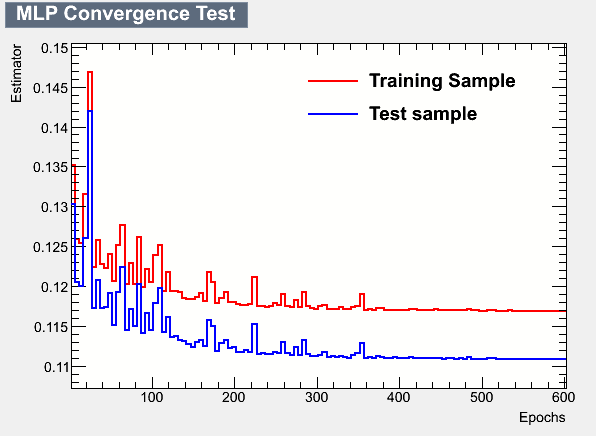 MLP Convergence Test
Estimator
0.15
0.145
0.14
0.135
0.13
0.125
0.12
0.115
0.11
Training Sample
Test sample
100 200 300 400 500 600
Epochs